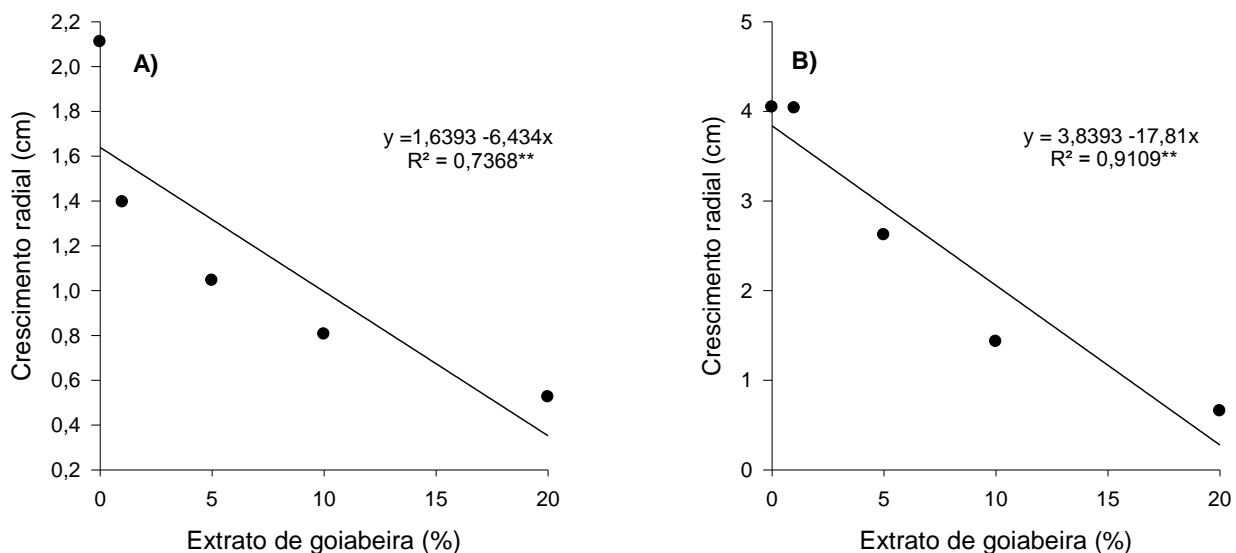 A)
y =1,6393 -6,434x
R² = 0,7368**
Crescimento radial (cm)
2,2
2,0
1,8
1,6
1,4
1,2
1,0
0,8
0,6
0,4
0,2
0 5 10 15 20
Extrato de goiabeira (%)
B)
y = 3,8393 -17,81x
R² = 0,9109**
Crescimento radial (cm)
5
4
3
2
1
0
0 5 10 15 20
Extrato de goiabeira (%)